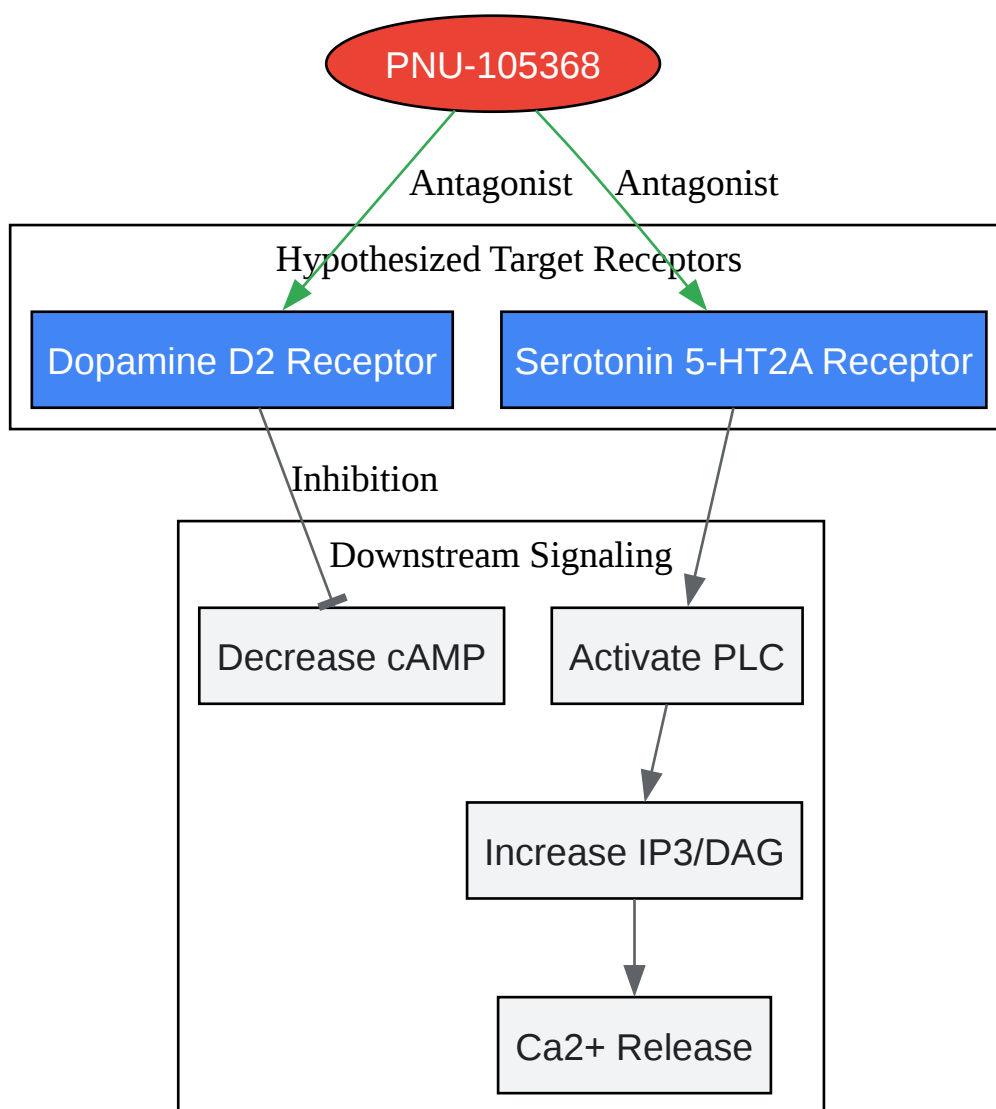 PNU-105368
Antagonist
Antagonist
Hypothesized Target Receptors
Dopamine D2 Receptor
Serotonin 5-HT2A Receptor
Inhibition
Downstream Signaling
Decrease cAMP
Activate PLC
Increase IP3/DAG
Ca2+ Release